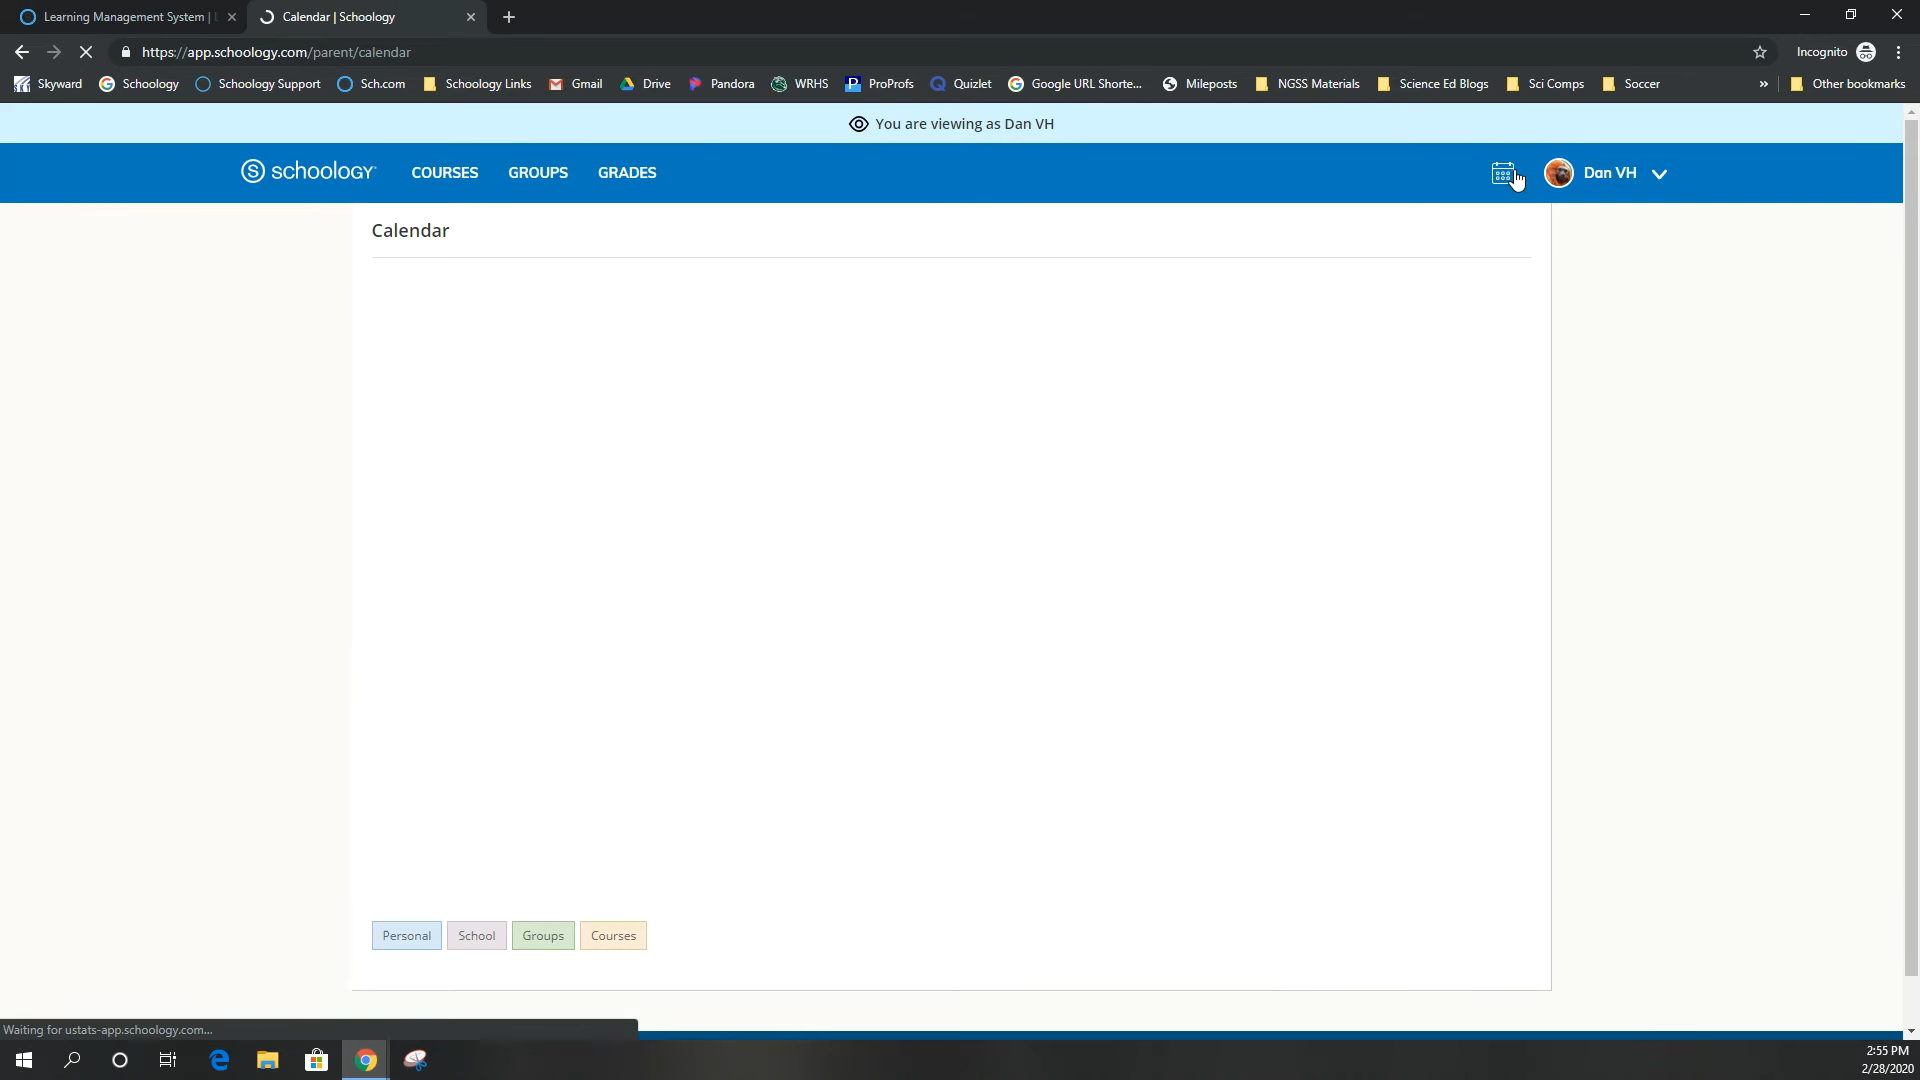 Learning Management System |
Calendar | Schoology
https://app.schoology.com/parent/calendar
Incognito
Skyward
Schoology
Schoology Support
Sch.com
Schoology Links
Gmail
Drive
Pandora
WRHS
ProProfs
Quizlet
Google URL Shorte...
Mileposts
NGSS Materials
Science Ed Blogs
Sci Comps
Soccer
»
Other bookmarks
You are viewing as Dan VH
S schoology
COURSES
GROUPS
GRADES
Dan VH
Calendar
Personal
School
Groups
Courses
Waiting for ustats-app.schoology.com...
2:55 PM
2/28/2020